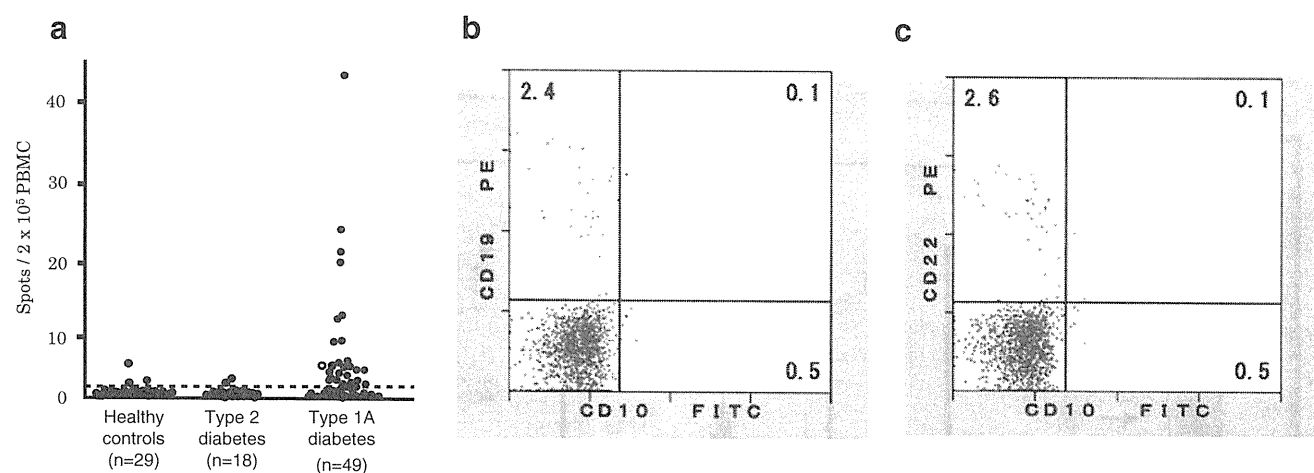 a
Spots / 2 x 10⁵ PBMC
40
30
20
10
0
Healthy
controls
(n=29)
Type 2
diabetes
(n=18)
Type 1A
diabetes
(n=49)
b
2.4
0.1
0.5
CD19 PE
CD10 FITC
c
2.6
0.1
0.5
CD22 PE
CD10 FITC